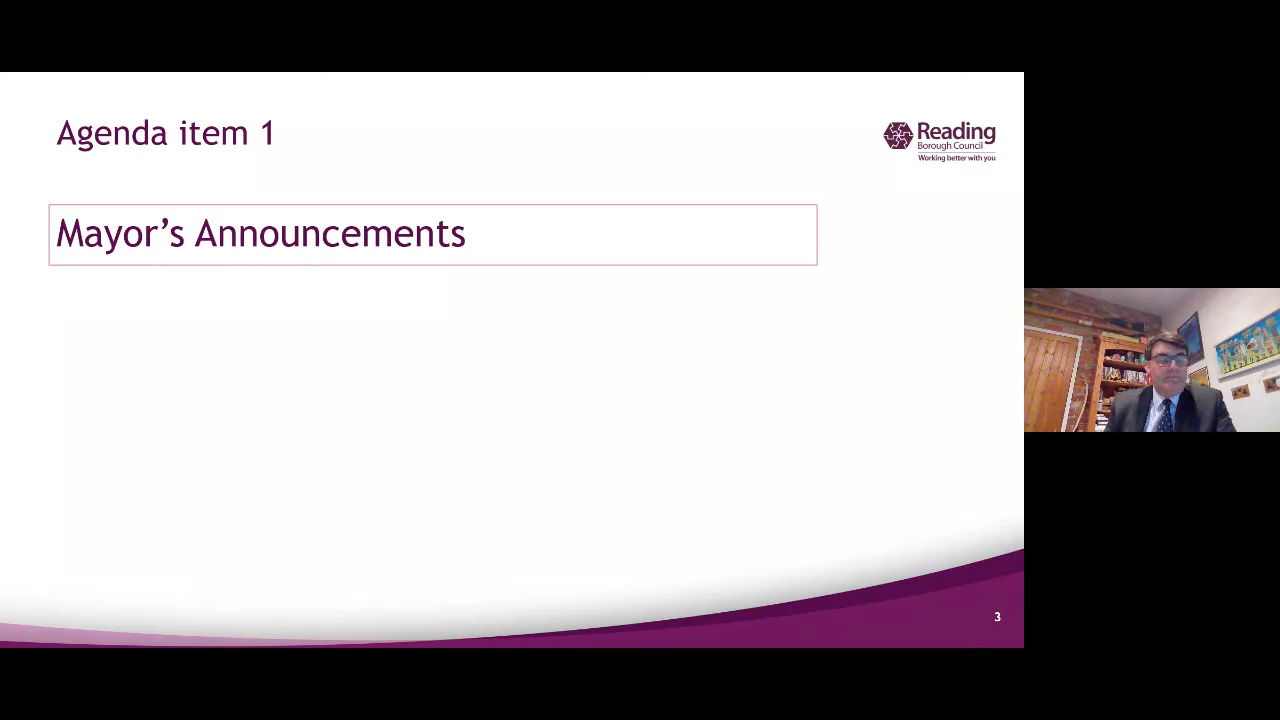 Agenda item 1
Reading
Borough Council
Working better with you
Mayor's Announcements
3